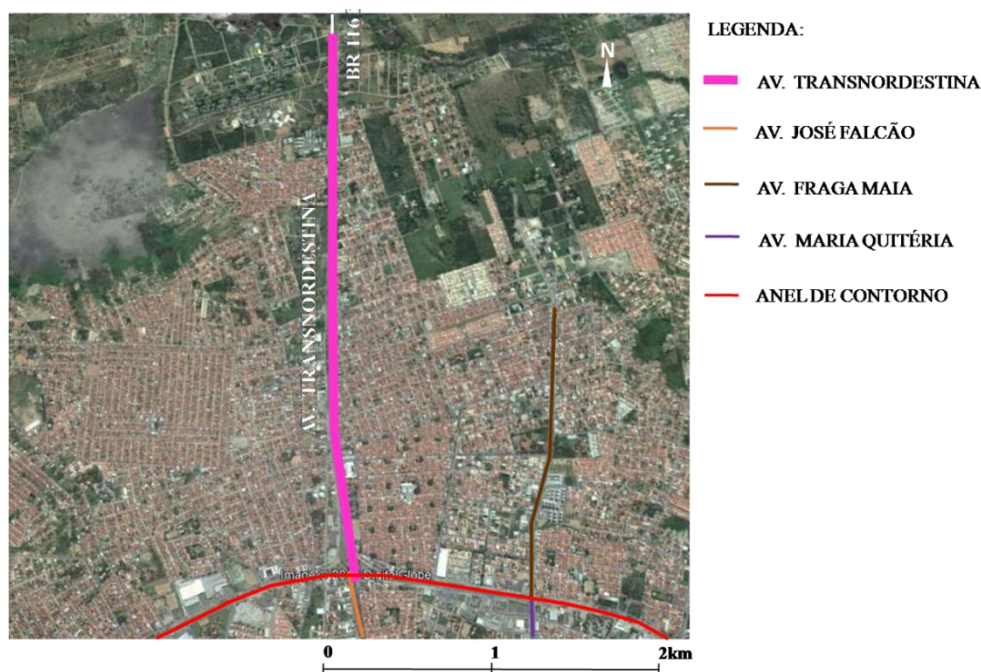 BR 116
N
AV. TRANSNORDESTINA
LEGENDA:
AV. TRANSNORDESTINA
AV. JOSÉ FALCÃO
AV. FRAGA MAIA
AV. MARIA QUITÉRIA
ANEL DE CONTORNO
0 1 2km